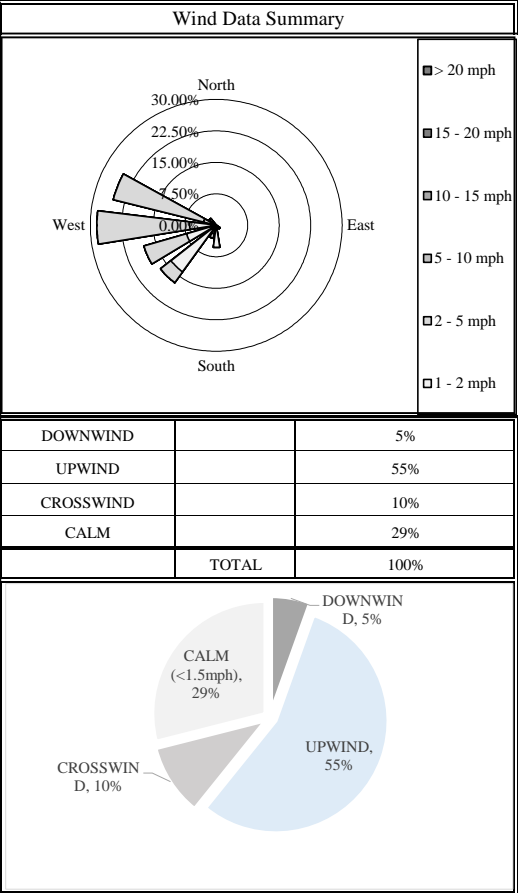 Wind Data Summary
North
30.00%
22.50%
15.00%
7.50%
0.00%
West
East
South
> 20 mph
15 - 20 mph
10 - 15 mph
5 - 10 mph
2 - 5 mph
1 - 2 mph
DOWNWIND 5%
UPWIND 55%
CROSSWIND 10%
CALM 29%
TOTAL 100%
DOWNWIN
D, 5%
CALM
(<1.5mph),
29%
UPWIND,
55%
CROSSWIN
D, 10%